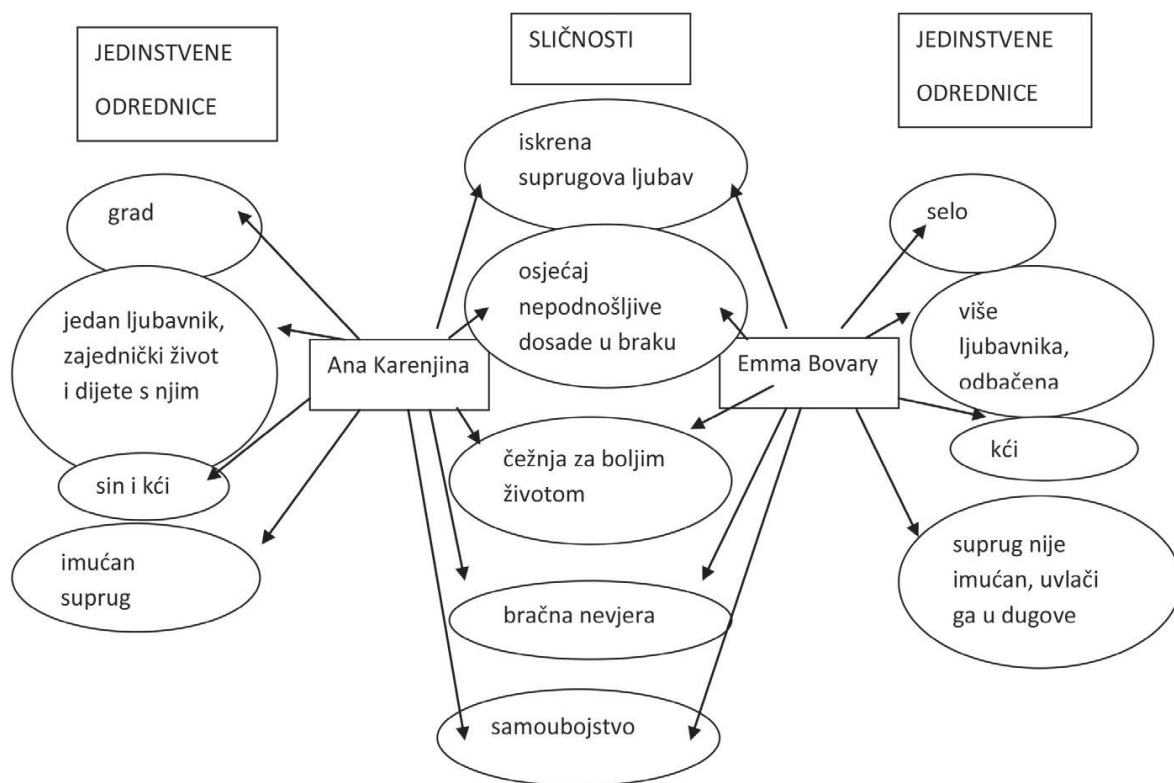 JEDINSTVENE
ODREDNICE
SLIČNOSTI
JEDINSTVENE
ODREDNICE
iskrena
suprugova ljubav
grad
selo
osjećaj
nepodnošljive
dosade u braku
jedan ljubavnik,
zajednički život
i dijete s njim
više
ljubavnika,
odbačena
Ana Karenjina
Emma Bovary
čežnja za boljim
životom
kći
sin i kći
imućan
suprug
suprug nije
imućan, uvlači
ga u dugove
bračna nevjera
samoubojstvo